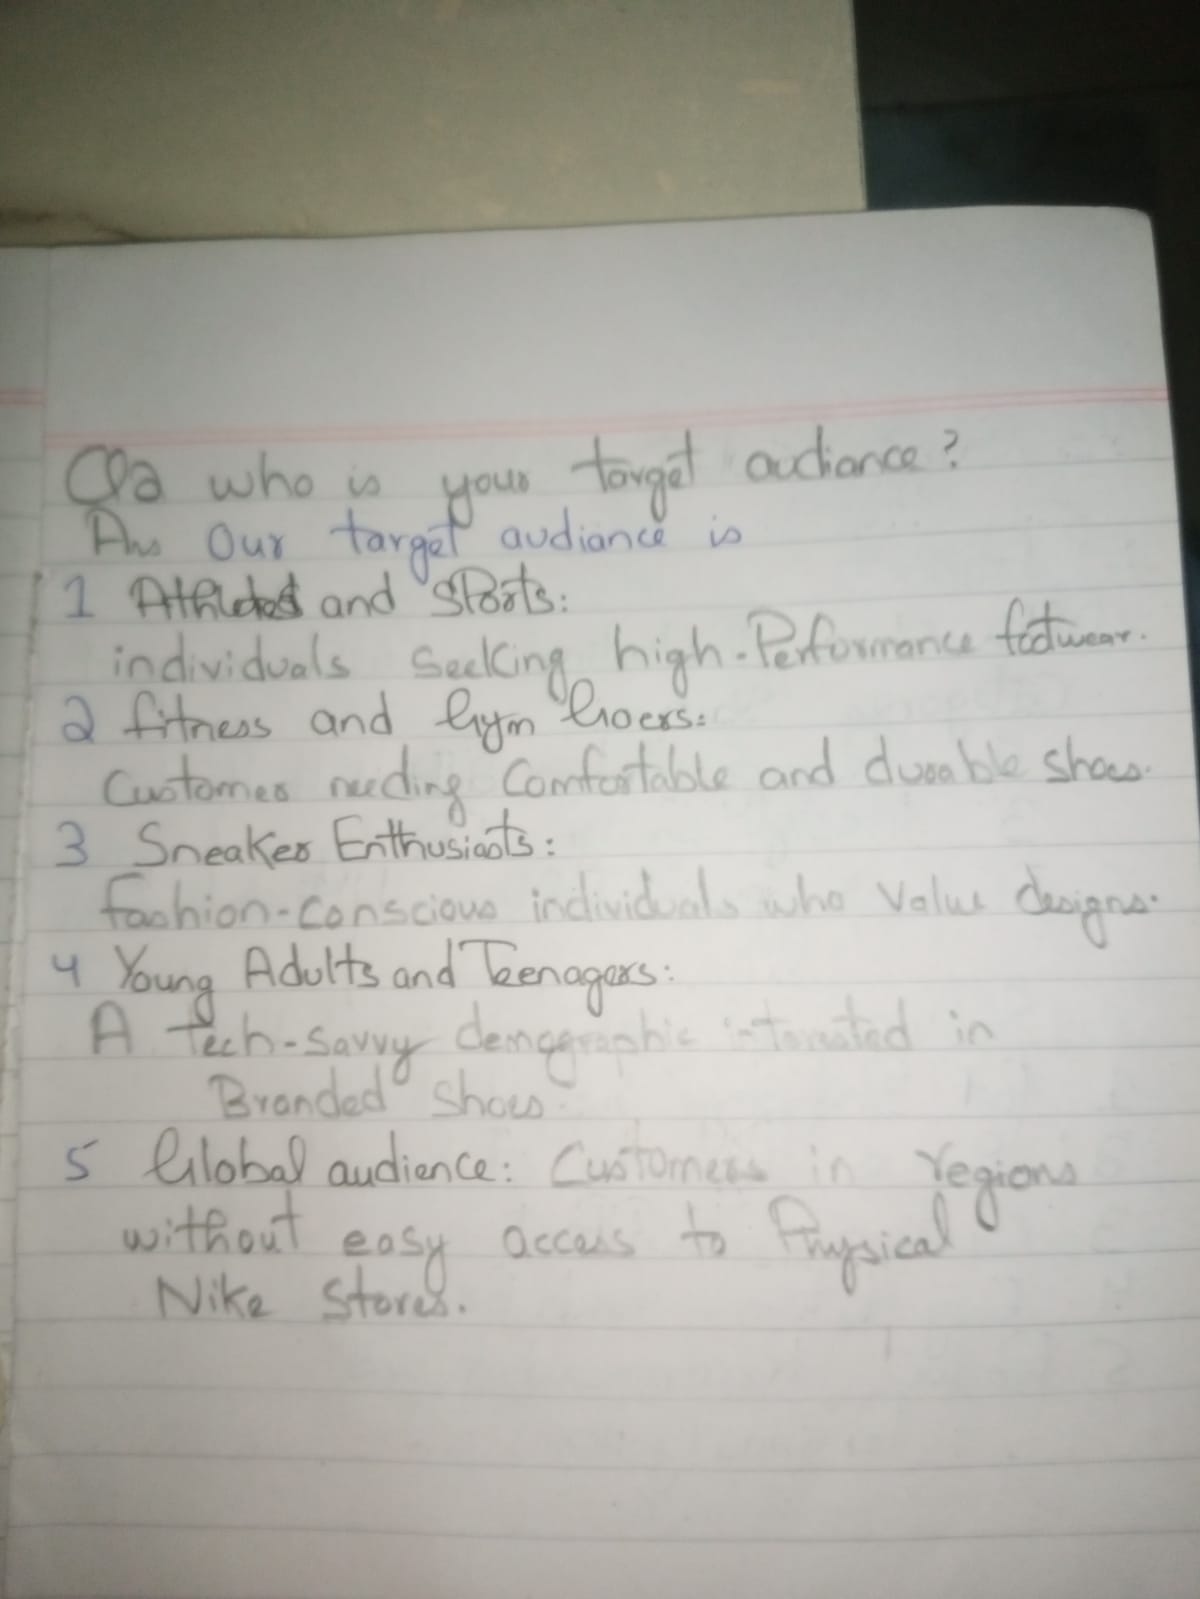 Q2 who is your target audiance?
Ans Our target audiance is
1 Athletes and Sports:
individuals Seeking high-Performance footwear.
2 fitness and Gym Goers:
Customer needing Comfortable and durable shoes.
3 Sneaker Enthusiasts:
fashion-conscious individuals who Value designs.
4 Young Adults and Teenagers:
A Tech-Savvy demographic interested in
Branded Shoes.
5 Global audience: Customers in regions
without easy access to Physical
Nike Stores.